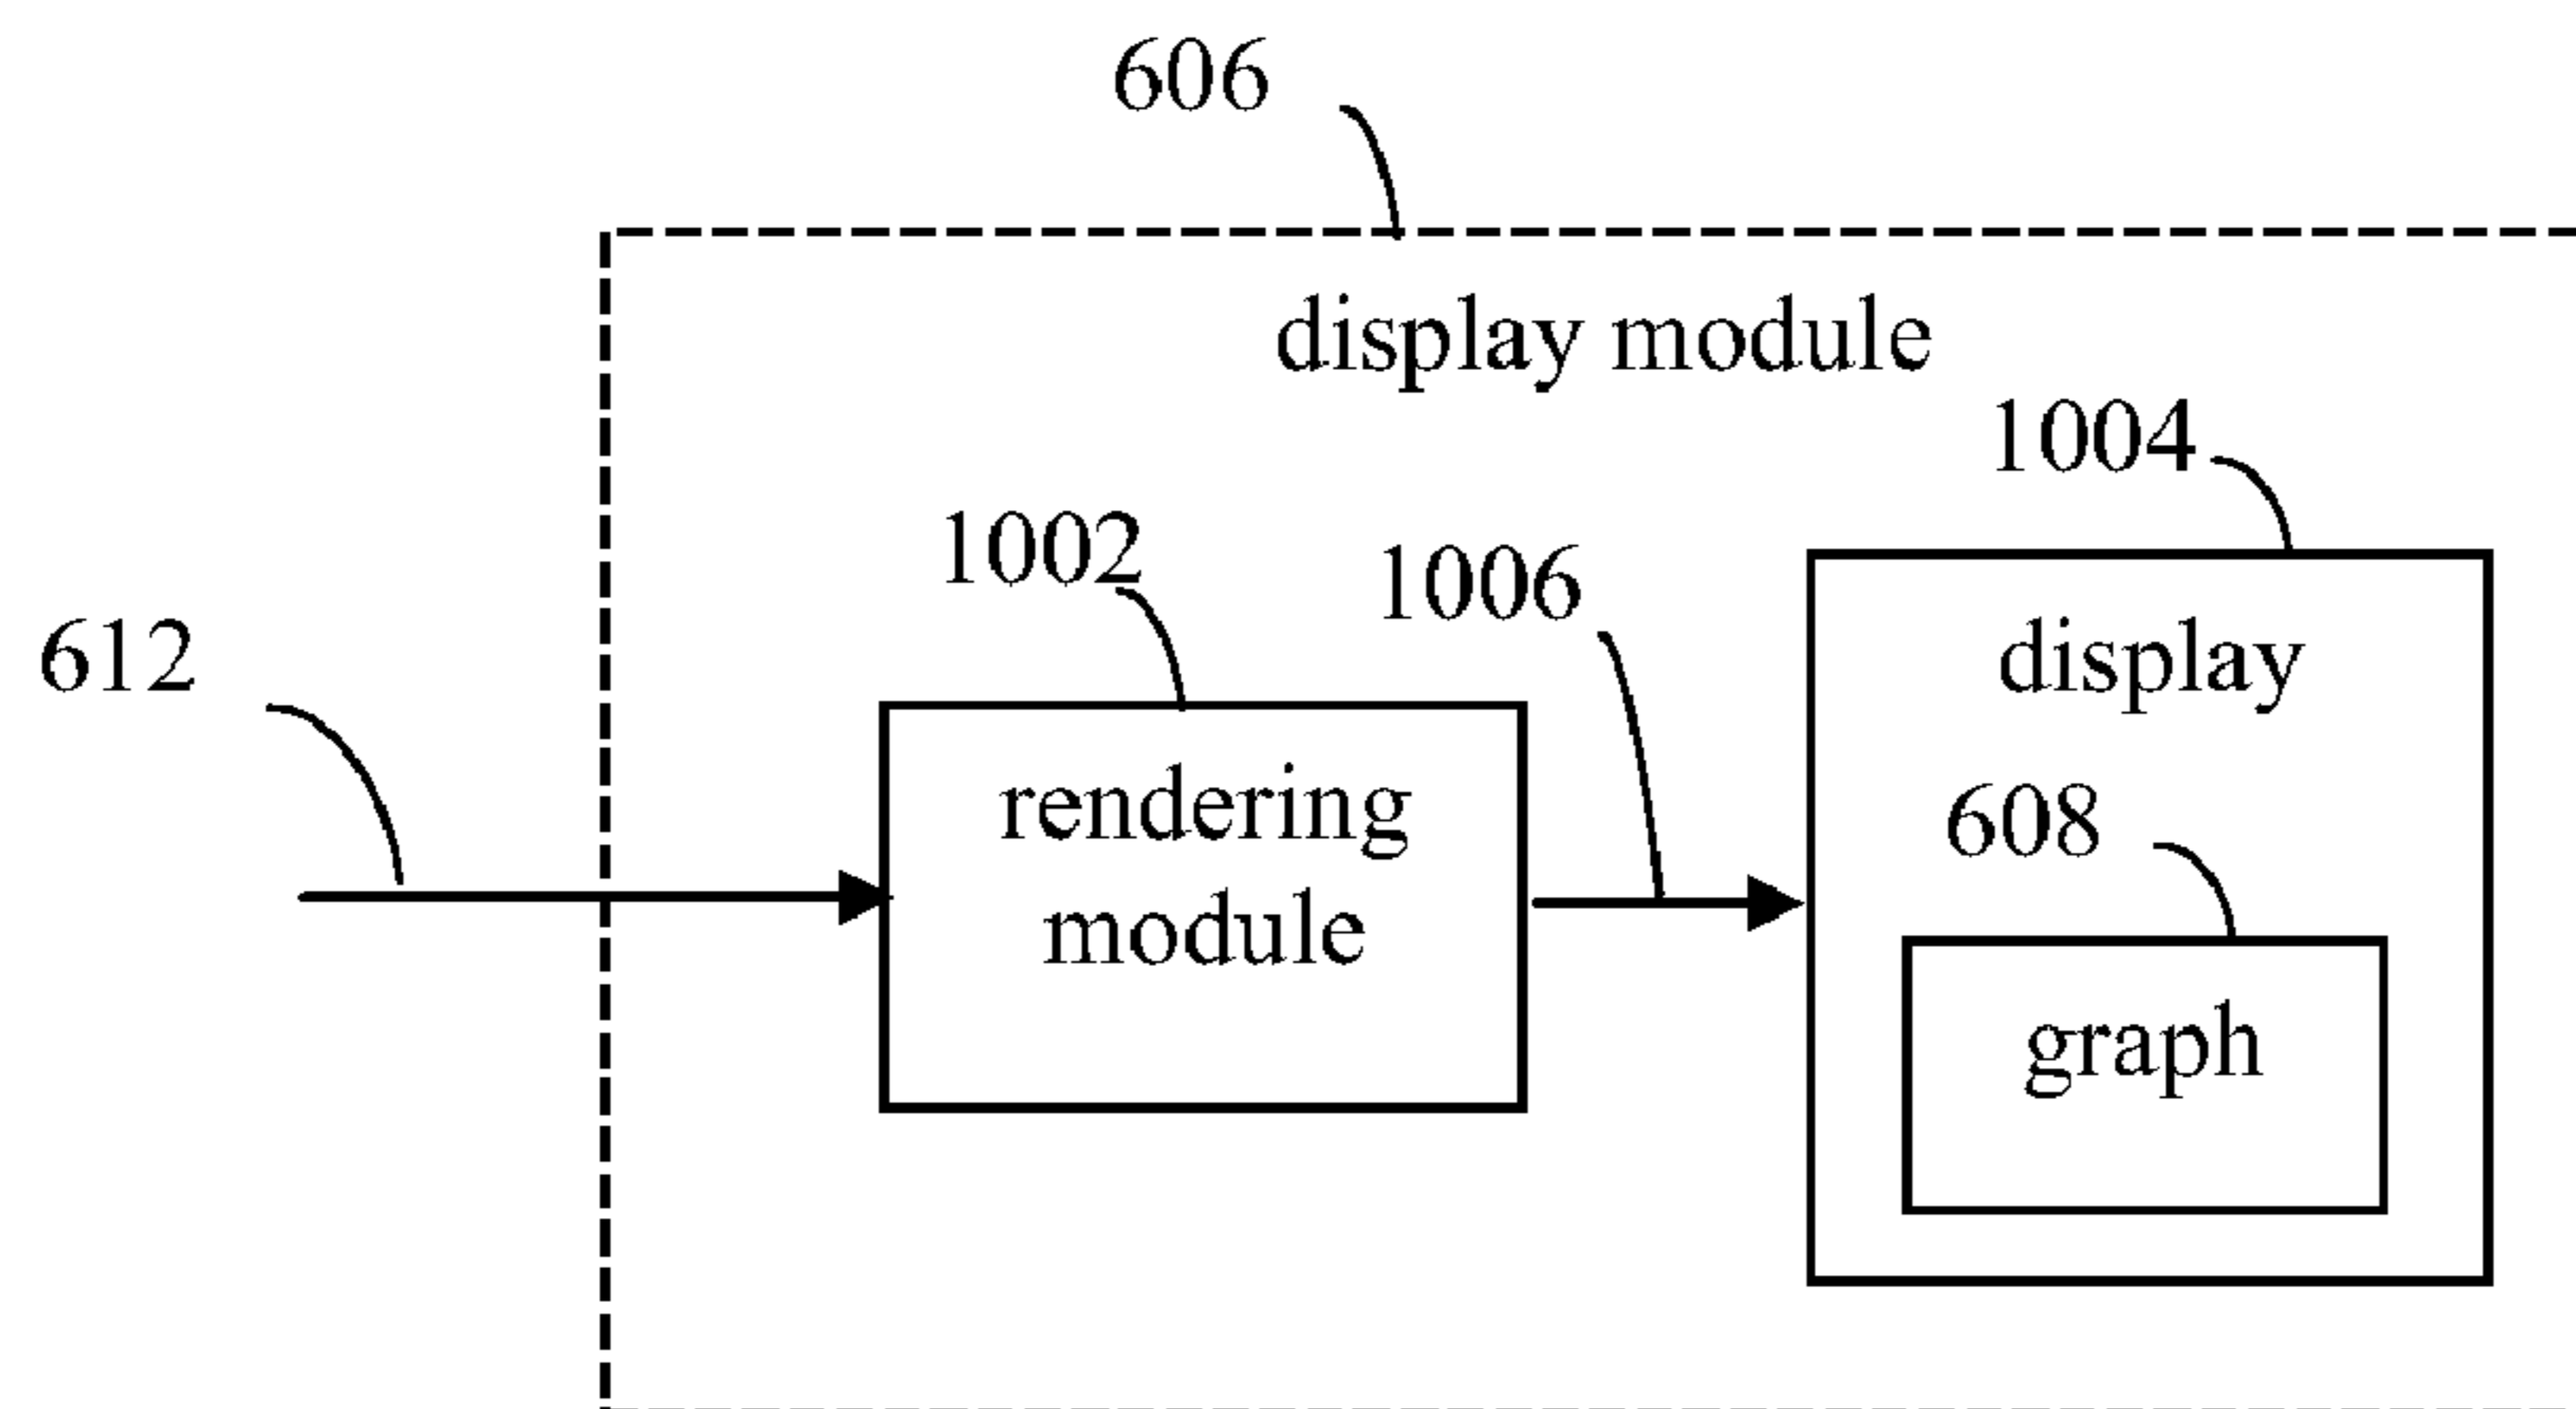 606
display module
1004
1002
1006
612
display
rendering
module
608
graph